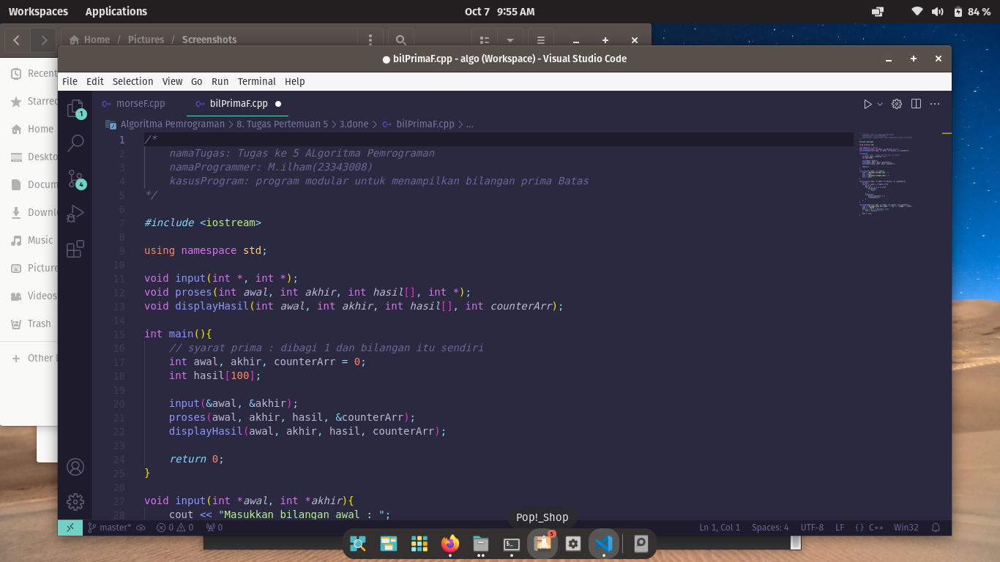 Workspaces Applications Oct 7 9:55 AM 84 %
Home / Pictures / Screenshots
bilPrimaF.cpp - algo (Workspace) - Visual Studio Code
Recent
Starred
Home
Deskto
Docum
Downl
Music
Picture
Videos
Trash
Other
File Edit Selection View Go Run Terminal Help
1
4
morseF.cpp bilPrimaF.cpp
Algoritma Pemrograman > 8. Tugas Pertemuan 5 > 3.done > bilPrimaF.cpp > ...
1 /*
2 namaTugas: Tugas ke 5 ALgoritma Pemrograman
3 namaProgrammer: M.ilham(23343008)
4 kasusProgram: program modular untuk menampilkan bilangan prima Batas
5 */
6
7 #include <iostream>
8
9 using namespace std;
10
11 void input(int *, int *);
12 void proses(int awal, int akhir, int hasil[], int *);
13 void displayHasil(int awal, int akhir, int hasil[], int counterArr);
14
15 int main(){
16 // syarat prima : dibagi 1 dan bilangan itu sendiri
17 int awal, akhir, counterArr = 0;
18 int hasil[100];
19
20 input(&awal, &akhir);
21 proses(awal, akhir, hasil, &counterArr);
22 displayHasil(awal, akhir, hasil, counterArr);
23
24 return 0;
25 }
26
27 void input(int *awal, int *akhir){
28 cout << "Masukkan bilangan awal : ";
master* 0 0 0 Ln 1, Col 1 Spaces: 4 UTF-8 LF {} C++ Win32
Pop!_Shop
5